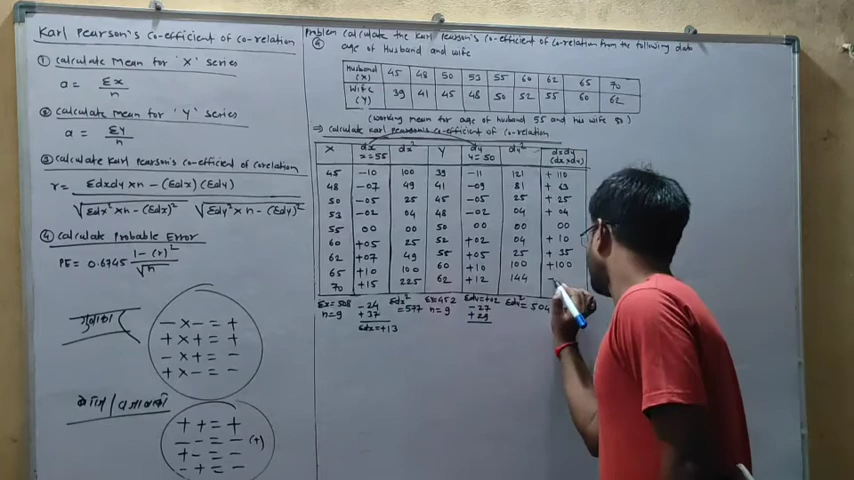 Karl Pearson's Co-efficient of Co-relation
① Calculate Mean for 'X' Series
a = Σx / n
② Calculate Mean for 'Y' Series
a = Σy / n
③ Calculate Karl Pearson's Co-efficient of Corelation
r = Σdxdy × n − (Σdx) (Σdy) / √Σdx² × n − (Σdx)² √Σdy² × n − (Σdy)²
④ Calculate Probable Error
PE = 0.6745 1 − (r)² / √n
गुणाकार
− × − = +
+ × + = +
− × + = −
+ × − = −
+ + = +
− − = − (+)
+ − = −
− + = −
Problem Calculate the Karl Pearson's Co-efficient of Co-relation from the following data
④ age of Husband and wife
Husband (X) 45 48 50 53 55 60 62 65 70
Wife (Y) 39 41 45 48 50 52 55 60 62
(working mean for age of husband 55 and his wife 50)
⇒ Calculate Karl Pearson's Co-efficient of Co-relation
X dx x=55 dx² Y dy y=50 dy² dxdy (dx×dy)
45 −10 100 39 −11 121 +110
48 −07 49 41 −09 81 +63
50 −05 25 45 −05 25 +25
53 −02 04 48 −02 04 +04
55 00 00 50 00 00 00
60 +05 25 52 +02 04 +10
62 +07 49 55 +05 25 +35
65 +10 100 60 +10 100 +100
70 +15 225 62 +12 144
Σx=508 −24 Σdx² =577 Σy=452 Σdy=+02 Σdy²=504
n=9 +37 n=9 −27
Σdx=+13 +29